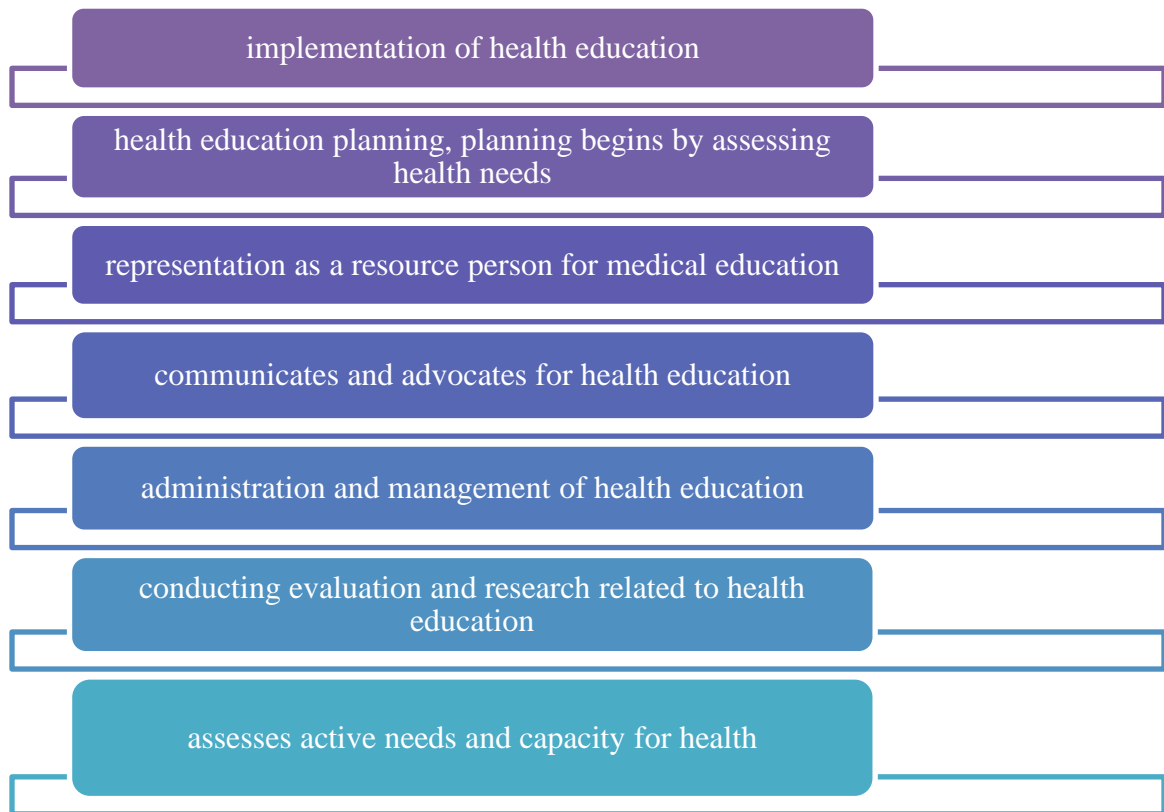 implementation of health education
health education planning, planning begins by assessing
health needs
representation as a resource person for medical education
communicates and advocates for health education
administration and management of health education
conducting evaluation and research related to health
education
assesses active needs and capacity for health